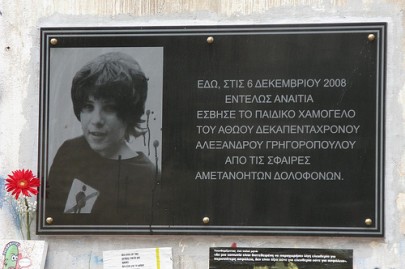 ΕΔΩ, ΣΤΙΣ 6 ΔΕΚΕΜΒΡΙΟΥ 2008
ΕΝΤΕΛΩΣ ΑΝΑΙΤΙΑ
ΕΣΒΗΣΕ ΤΟ ΠΑΙΔΙΚΟ ΧΑΜΟΓΕΛΟ
ΤΟΥ ΑΘΩΟΥ ΔΕΚΑΠΕΝΤΑΧΡΟΝΟΥ
ΑΛΕΞΑΝΔΡΟΥ ΓΡΗΓΟΡΟΠΟΥΛΟΥ
ΑΠΟ ΤΙΣ ΣΦΑΙΡΕΣ
ΑΜΕΤΑΝΟΗΤΩΝ ΔΟΛΟΦΟΝΩΝ.